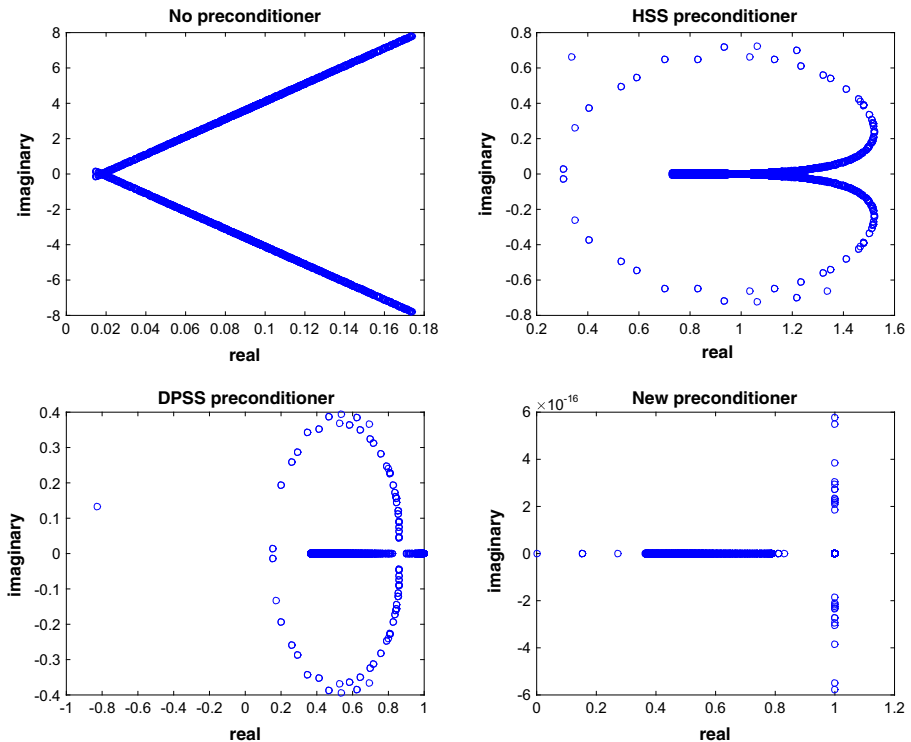 No preconditioner
8
6
4
2
0
-2
-4
-6
-8
imaginary
0 0.02 0.04 0.06 0.08 0.1 0.12 0.14 0.16 0.18
real
HSS preconditioner
0.8
0.6
0.4
0.2
0
-0.2
-0.4
-0.6
-0.8
imaginary
0.2 0.4 0.6 0.8 1 1.2 1.4 1.6
real
DPSS preconditioner
0.4
0.3
0.2
0.1
0
-0.1
-0.2
-0.3
-0.4
imaginary
-1 -0.8 -0.6 -0.4 -0.2 0 0.2 0.4 0.6 0.8 1
real
New preconditioner
×10^-16
6
4
2
0
-2
-4
-6
imaginary
0 0.2 0.4 0.6 0.8 1 1.2
real